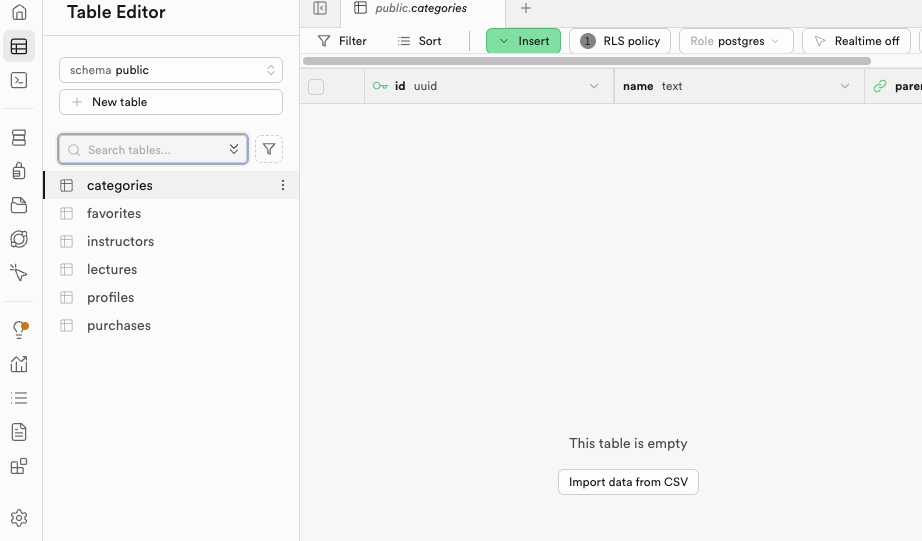 Table Editor
public.categories
Filter
Sort
Insert
1 RLS policy
Role postgres
Realtime off
schema public
New table
id uuid
name text
Search tables...
categories
favorites
instructors
lectures
profiles
purchases
This table is empty
Import data from CSV